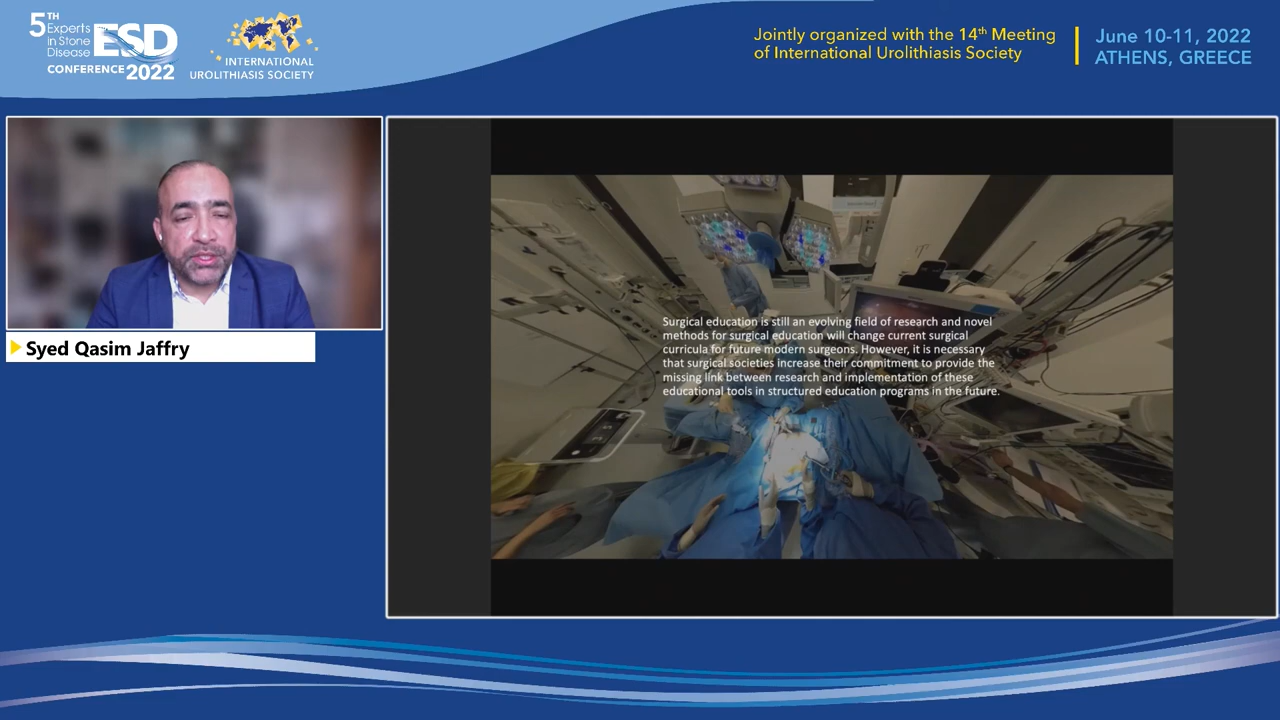 5TH
Experts
in Stone
Disease
ESD
CONFERENCE 2022
INTERNATIONAL
UROLITHIASIS SOCIETY
Jointly organized with the 14th Meeting
of International Urolithiasis Society
June 10-11, 2022
ATHENS, GREECE
Syed Qasim Jaffry
Surgical education is still an evolving field of research and novel
methods for surgical education will change current surgical
curricula for future modern surgeons. However, it is necessary
that surgical societies increase their commitment to provide the
missing link between research and implementation of these
educational tools in structured education programs in the future.